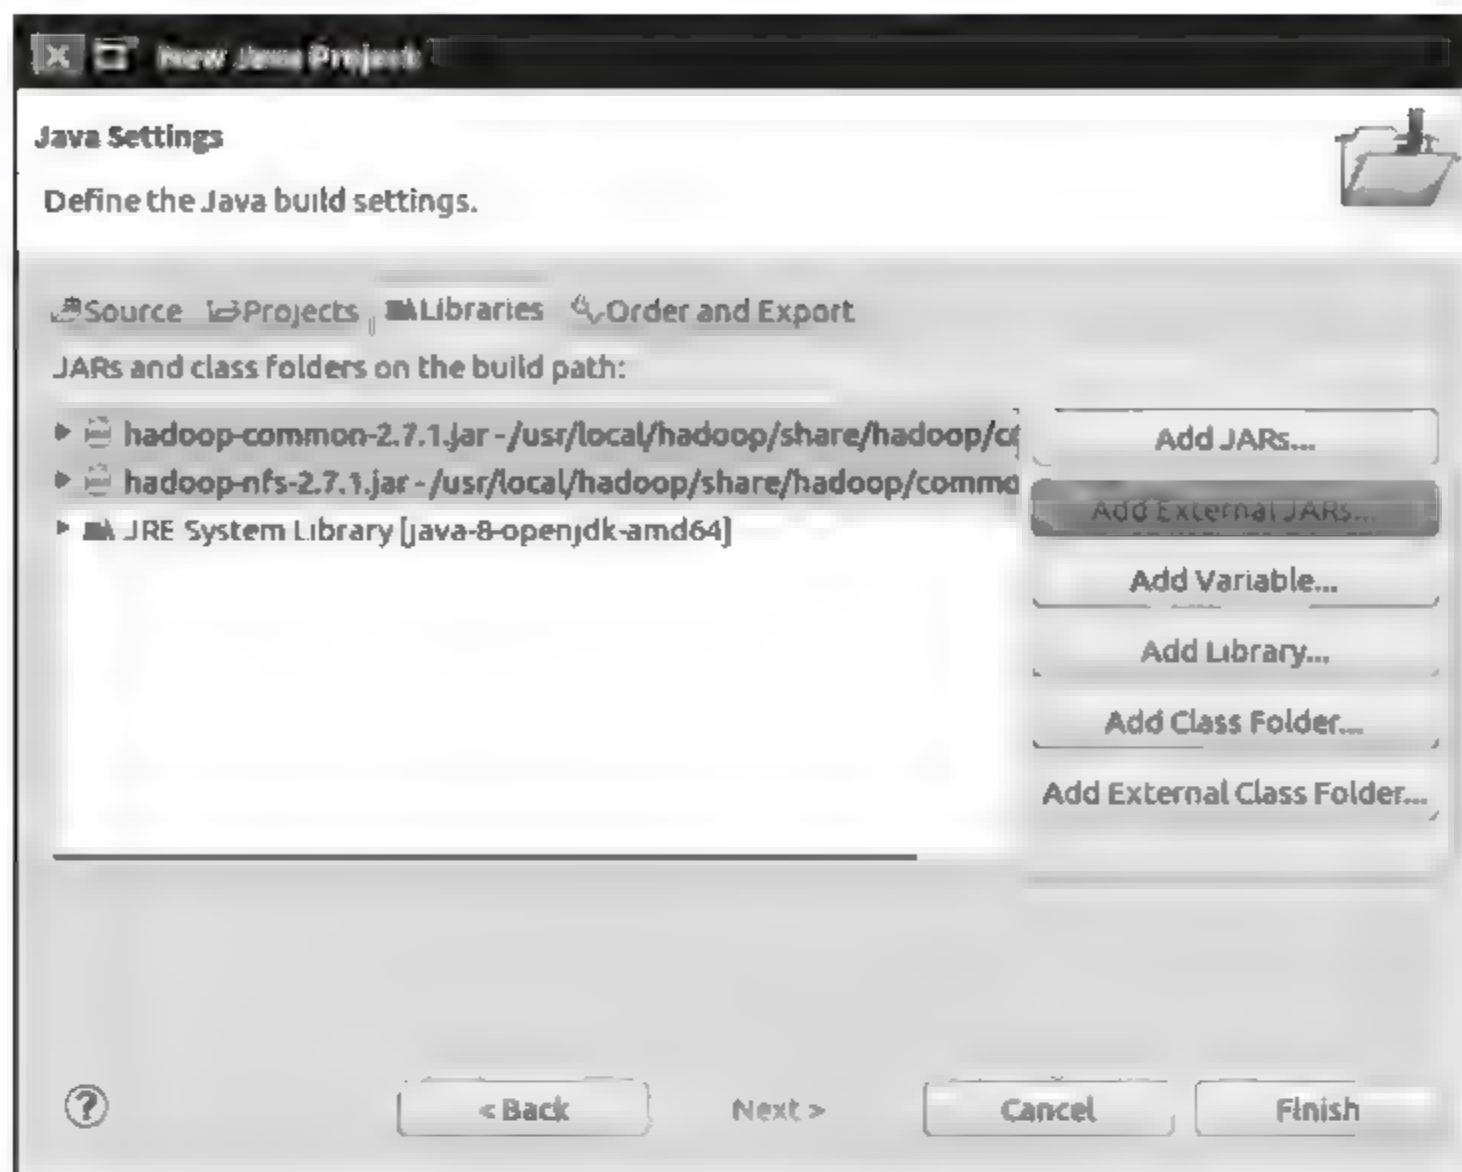 New Java Project
Java Settings
Define the Java build settings.
Source Projects Libraries Order and Export
JARs and class folders on the build path:
hadoop-common-2.7.1.jar - /usr/local/hadoop/share/hadoop/co
hadoop-nfs-2.7.1.jar - /usr/local/hadoop/share/hadoop/commo
JRE System Library [java-8-openjdk-amd64]
Add JARs...
Add External JARs...
Add Variable...
Add Library...
Add Class Folder...
Add External Class Folder...
< Back Next > Cancel Finish